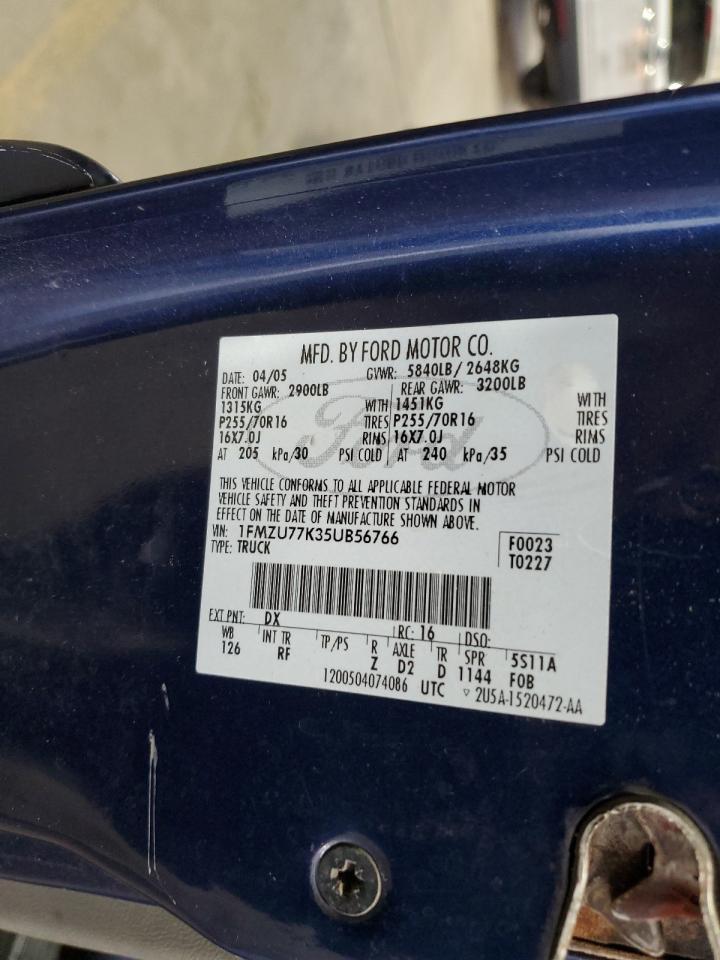 MFD. BY FORD MOTOR CO.
DATE: 04/05 GVWR: 5840LB/ 2648KG
FRONT GAWR: 2900LB REAR GAWR: 3200LB
1315KG WITH 1451KG WITH
P255/70R16 TIRES P255/70R16 TIRES
16X7.0J RIMS 16X7.0J RIMS
AT 205 kPa/30 PSI COLD AT 240 kPa/35 PSI COLD
Ford
THIS VEHICLE CONFORMS TO ALL APPLICABLE FEDERAL MOTOR
VEHICLE SAFETY AND THEFT PREVENTION STANDARDS IN
EFFECT ON THE DATE OF MANUFACTURE SHOWN ABOVE.
VIN: 1FMZU77K35UB56766 F0023
TYPE: TRUCK T0227
EXT PNT: DX RC: 16 DSO:
WB INT TR TP/PS R AXLE TR SPR 5S11A
126 RF Z D2 D 1144 FOB
1200504074086 UTC ▿ 2U5A-1520472-AA